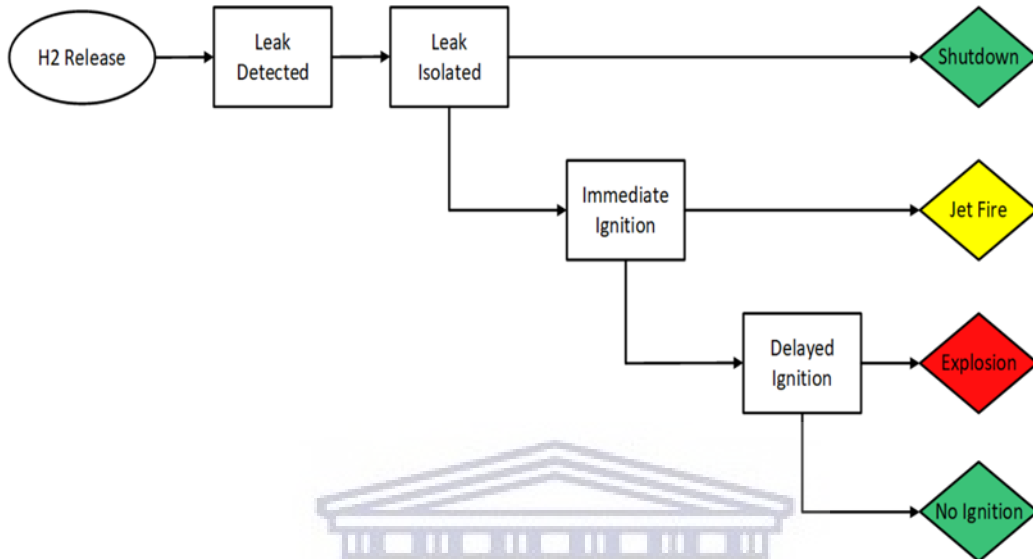 H2 Release
Leak
Detected
Leak
Isolated
Shutdown
Immediate
Ignition
Jet Fire
Delayed
Ignition
Explosion
No Ignition